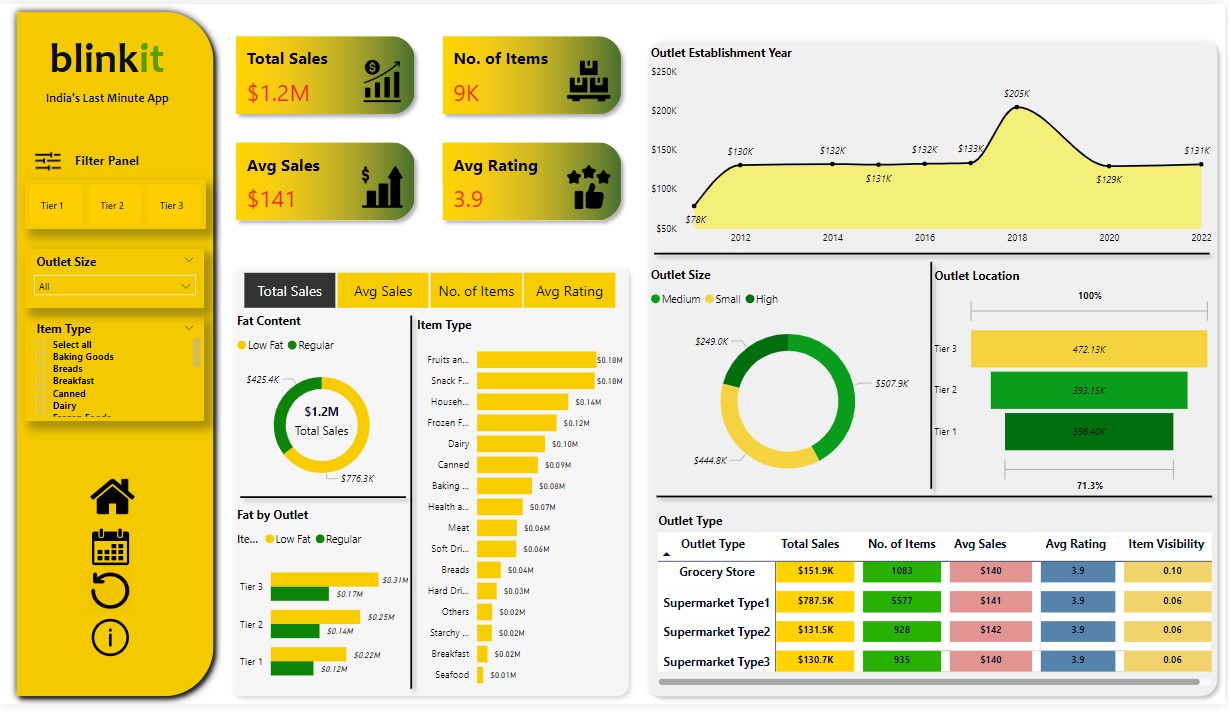 blinkit
India's Last Minute App
Filter Panel
Tier 1 Tier 2 Tier 3
Outlet Size
All
Item Type
Select all
Baking Goods
Breads
Breakfast
Canned
Dairy
Frozen Foods
Total Sales
$1.2M
No. of Items
9K
Avg Sales
$141
Avg Rating
3.9
Total Sales Avg Sales No. of Items Avg Rating
Fat Content
Low Fat Regular
$425.4K
$1.2M
Total Sales
$776.3K
Fat by Outlet
Ite... Low Fat Regular
Tier 3 $0.31M
$0.17M
Tier 2 $0.25M
$0.14M
Tier 1 $0.22M
$0.12M
Item Type
Fruits an... $0.18M
Snack F... $0.18M
Househ... $0.14M
Frozen F... $0.12M
Dairy $0.10M
Canned $0.09M
Baking ... $0.08M
Health a... $0.07M
Meat $0.06M
Soft Dri... $0.06M
Breads $0.04M
Hard Dri... $0.03M
Others $0.02M
Starchy ... $0.02M
Breakfast $0.02M
Seafood $0.01M
Outlet Establishment Year
$250K
$200K
$150K
$100K
$50K
$78K $130K $132K $131K $132K $133K $205K $129K $131K
2012 2014 2016 2018 2020 2022
Outlet Size
Medium Small High
$249.0K
$507.9K
$444.8K
Outlet Location
100%
Tier 3 472.13K
Tier 2 393.15K
Tier 1 336.40K
71.3%
Outlet Type
Outlet Type Total Sales No. of Items Avg Sales Avg Rating Item Visibility
Grocery Store $151.9K 1083 $140 3.9 0.10
Supermarket Type1 $787.5K 5577 $141 3.9 0.06
Supermarket Type2 $131.5K 928 $142 3.9 0.06
Supermarket Type3 $130.7K 935 $140 3.9 0.06